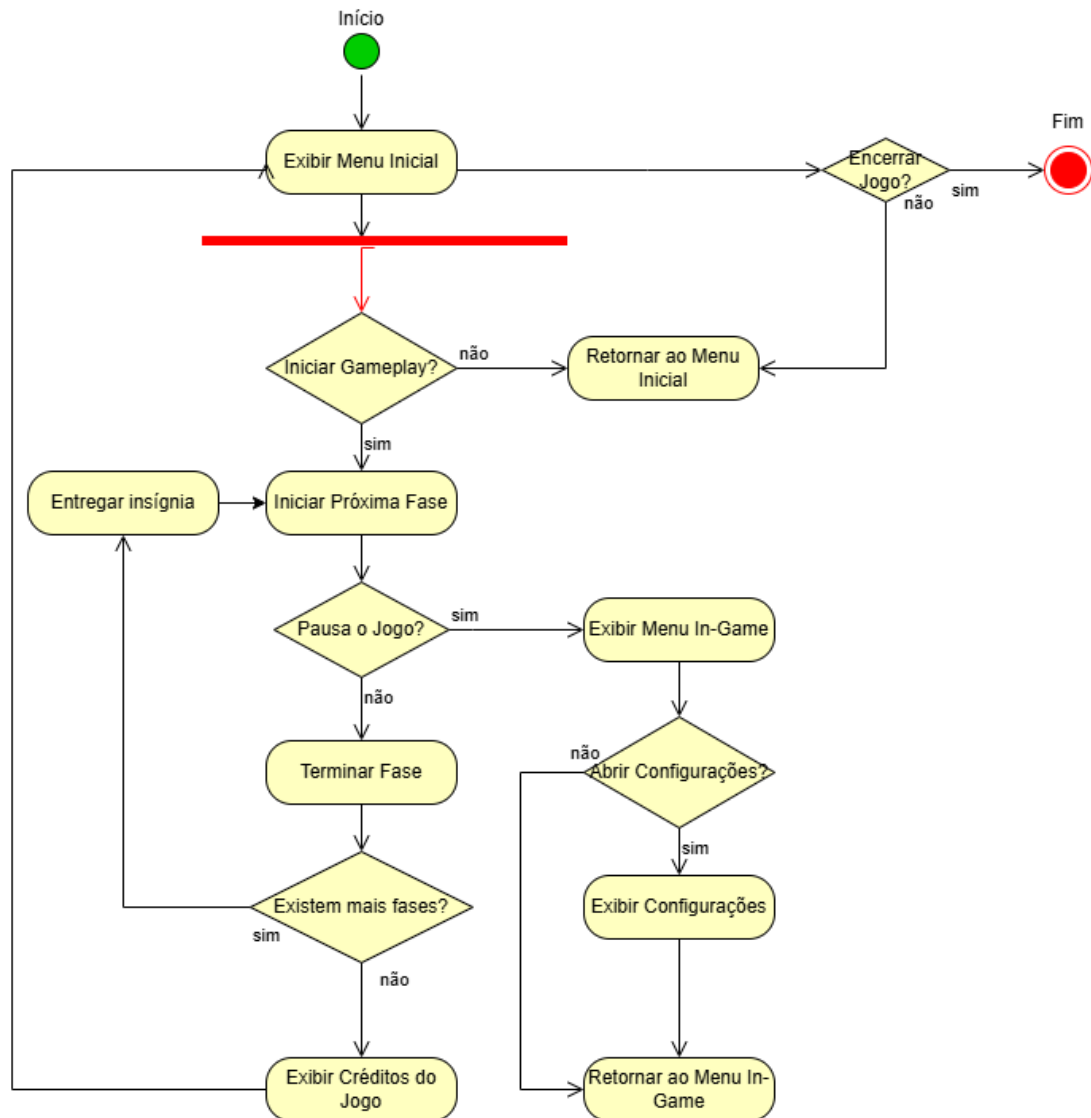 Início
Fim
Exibir Menu Inicial
Encerrar
Jogo?
sim
não
Iniciar Gameplay?
não
Retornar ao Menu
Inicial
sim
Entregar insígnia
Iniciar Próxima Fase
Pausa o Jogo?
sim
Exibir Menu In-Game
não
Terminar Fase
não
Abrir Configurações?
sim
Existem mais fases?
sim
Exibir Configurações
não
Exibir Créditos do
Jogo
Retornar ao Menu In-
Game